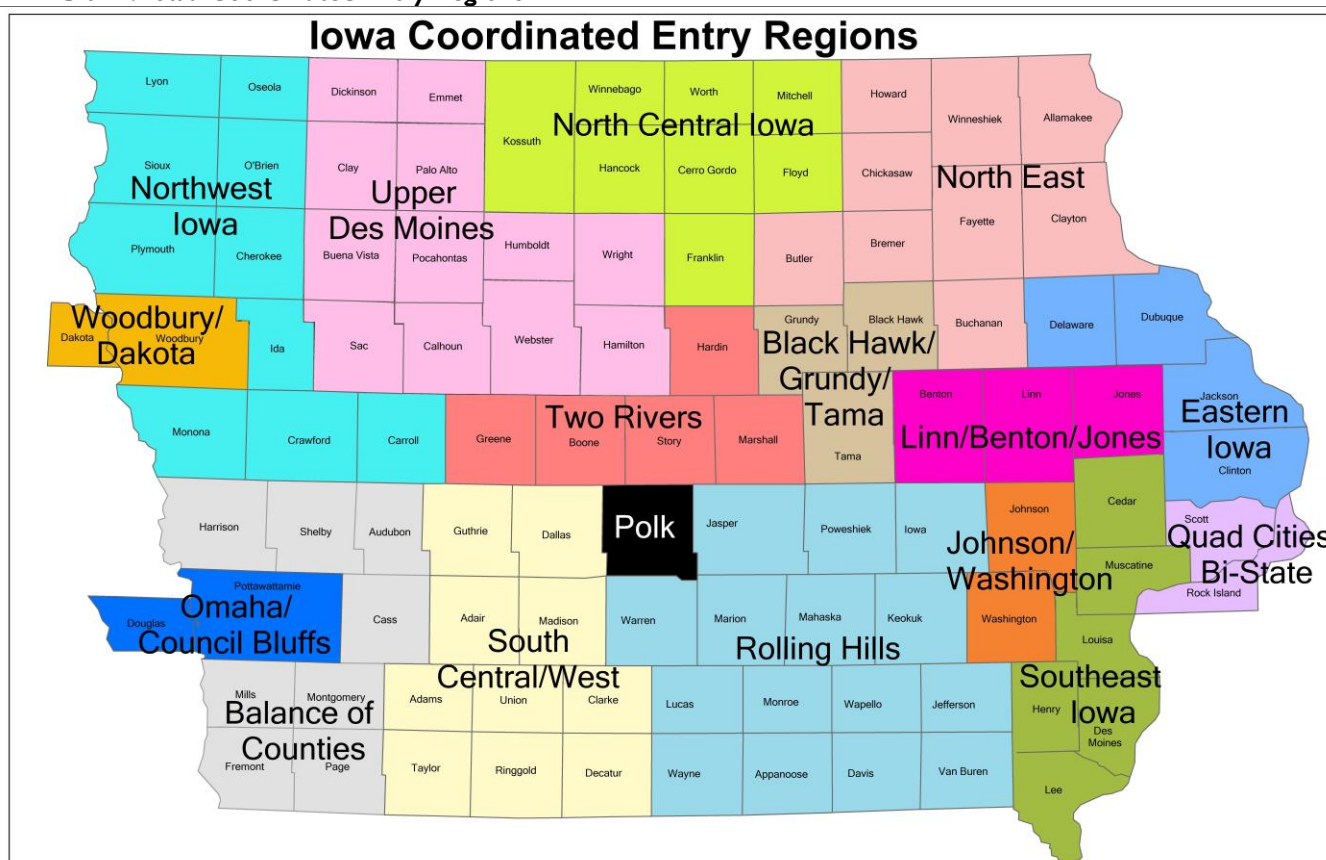 Iowa Coordinated Entry Regions
Lyon
Oseola
Dickinson
Emmet
Kossuth
Winnebago
Worth
Mitchell
Howard
Winneshiek
Allamakee
North Central Iowa
Sioux
O'Brien
Clay
Palo Alto
Hancock
Cerro Gordo
Floyd
Chickasaw
Northwest
Iowa
Upper
Des Moines
North East
Fayette
Clayton
Plymouth
Cherokee
Buena Vista
Pocahontas
Humboldt
Wright
Franklin
Butler
Bremer
Woodbury/
Dakota
Dakota
Woodbury
Ida
Sac
Calhoun
Webster
Hamilton
Hardin
Grundy
Black Hawk
Buchanan
Delaware
Dubuque
Black Hawk/
Grundy/
Tama
Monona
Crawford
Carroll
Greene
Two Rivers
Boone
Story
Marshall
Tama
Benton
Linn
Jones
Linn/Benton/Jones
Jackson
Eastern
Iowa
Clinton
Harrison
Shelby
Audubon
Guthrie
Dallas
Polk
Jasper
Poweshiek
Iowa
Johnson
Johnson/
Washington
Cedar
Scott
Quad Cities
Bi-State
Muscatine
Rock Island
Pottawattamie
Omaha/
Council Bluffs
Douglas
Cass
Adair
Madison
Warren
Marion
Mahaska
Keokuk
Washington
Louisa
South
Central/West
Rolling Hills
Southeast
Iowa
Mills
Montgomery
Balance of
Counties
Adams
Union
Clarke
Lucas
Monroe
Wapello
Jefferson
Henry
Des
Moines
Fremont
Page
Taylor
Ringgold
Decatur
Wayne
Appanoose
Davis
Van Buren
Lee